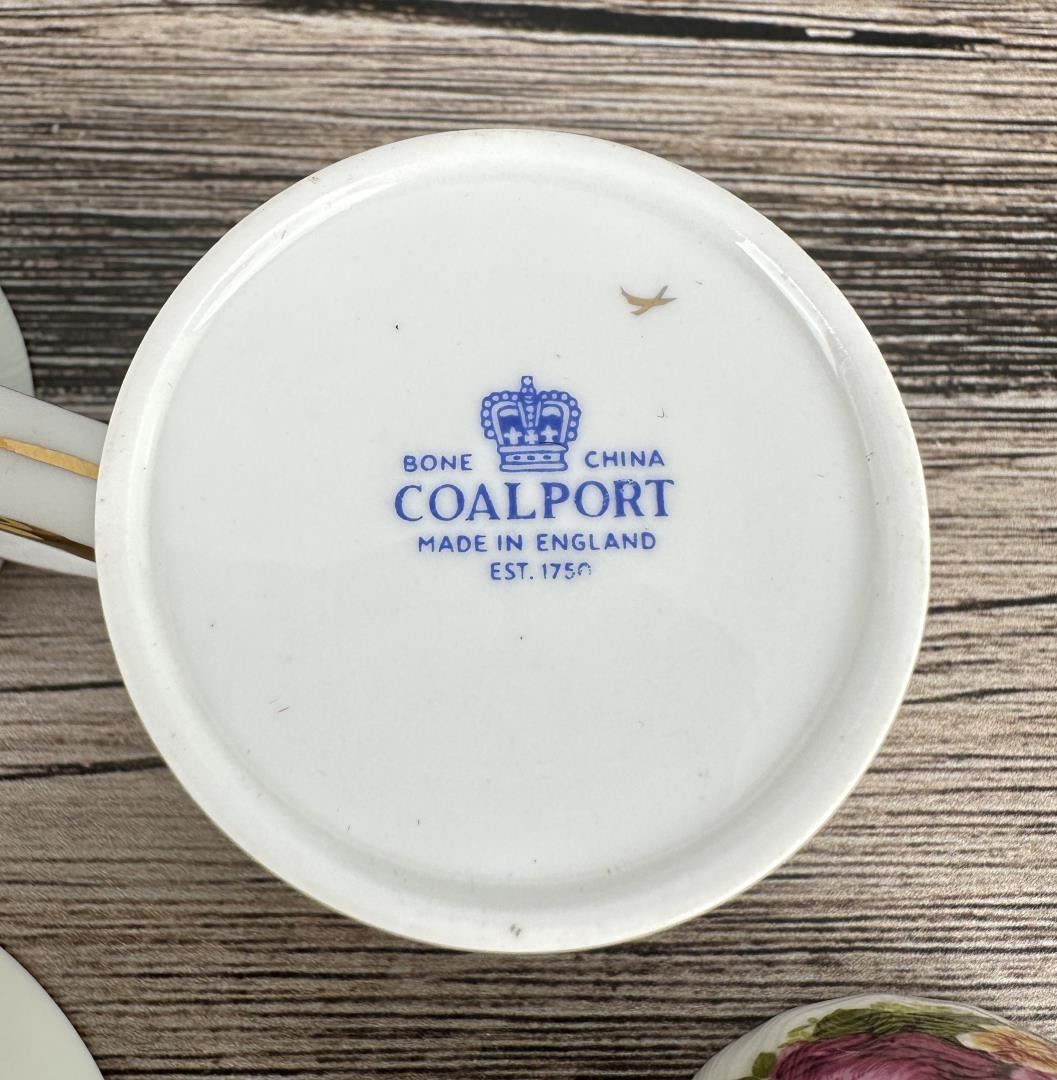 BONE CHINA
COALPORT
MADE IN ENGLAND
EST. 1750